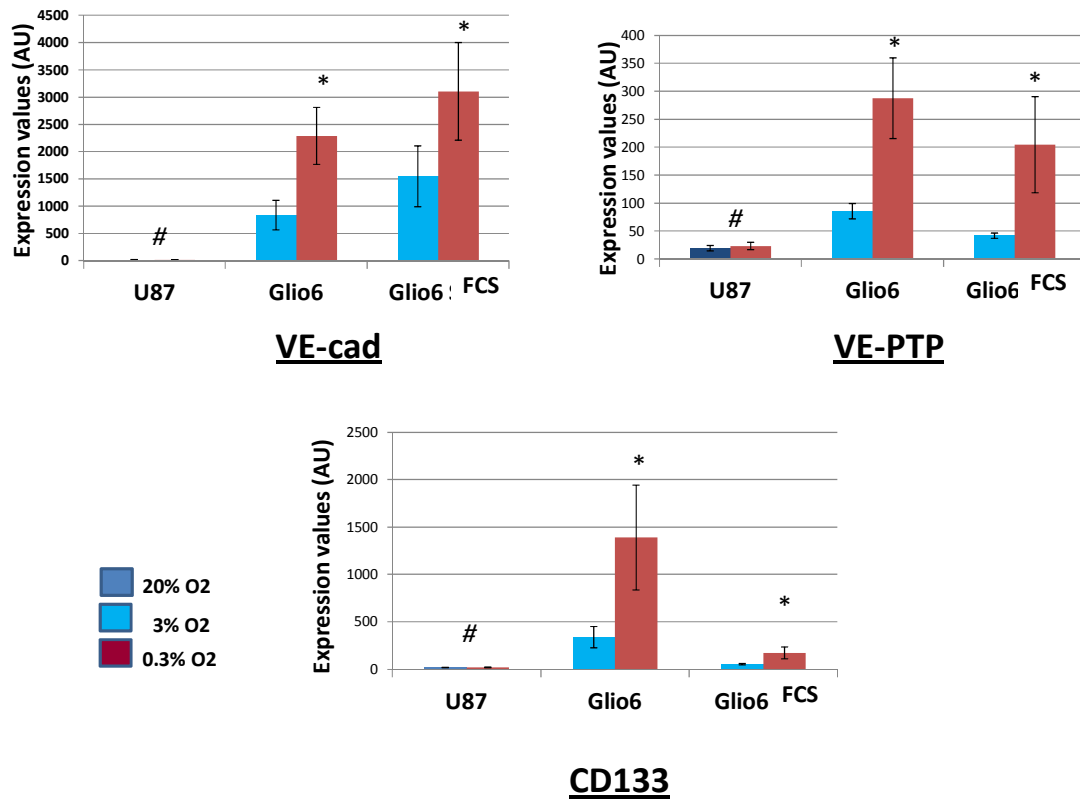 Expression values (AU)
4500
4000
3500
3000
2500
2000
1500
1000
500
0
#
*
*
U87
Glio6
Glio6
FCS
VE-cad
Expression values (AU)
400
350
300
250
200
150
100
50
0
#
*
*
U87
Glio6
Glio6
FCS
VE-PTP
Expression values (AU)
2500
2000
1500
1000
500
0
#
*
*
U87
Glio6
Glio6
FCS
CD133
20% O2
3% O2
0.3% O2